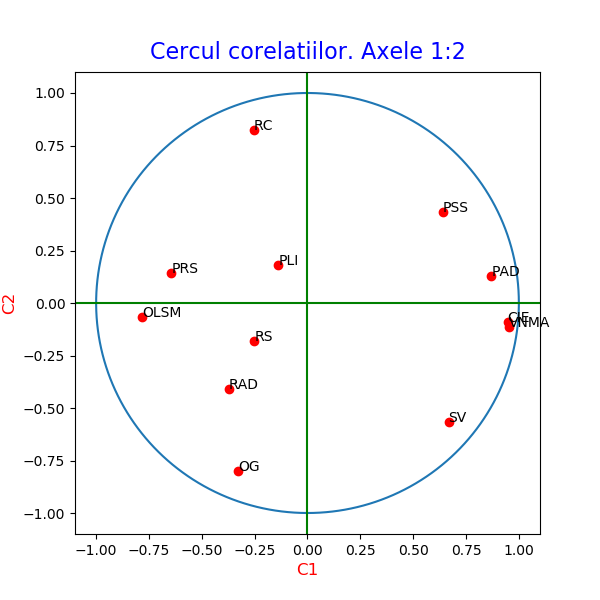 Cercul corelatiilor. Axele 1:2
1.00
0.75
0.50
0.25
0.00
−0.25
−0.50
−0.75
−1.00
C2
RC
PSS
PLI
PRS
PAD
OLSM
RS
RAD
SV
OG
−1.00 −0.75 −0.50 −0.25 0.00 0.25 0.50 0.75 1.00
C1